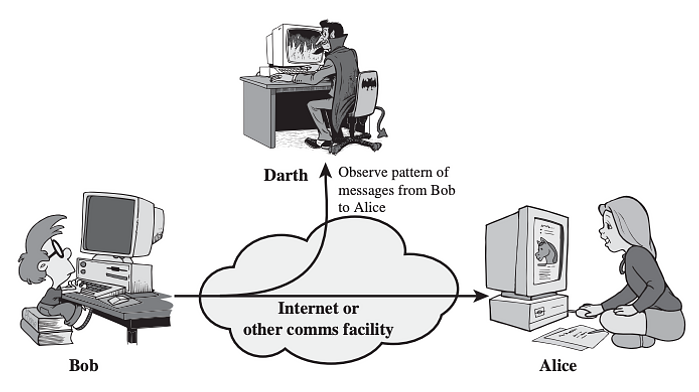 Darth
Observe pattern of
messages from Bob
to Alice
Internet or
other comms facility
Bob
Alice